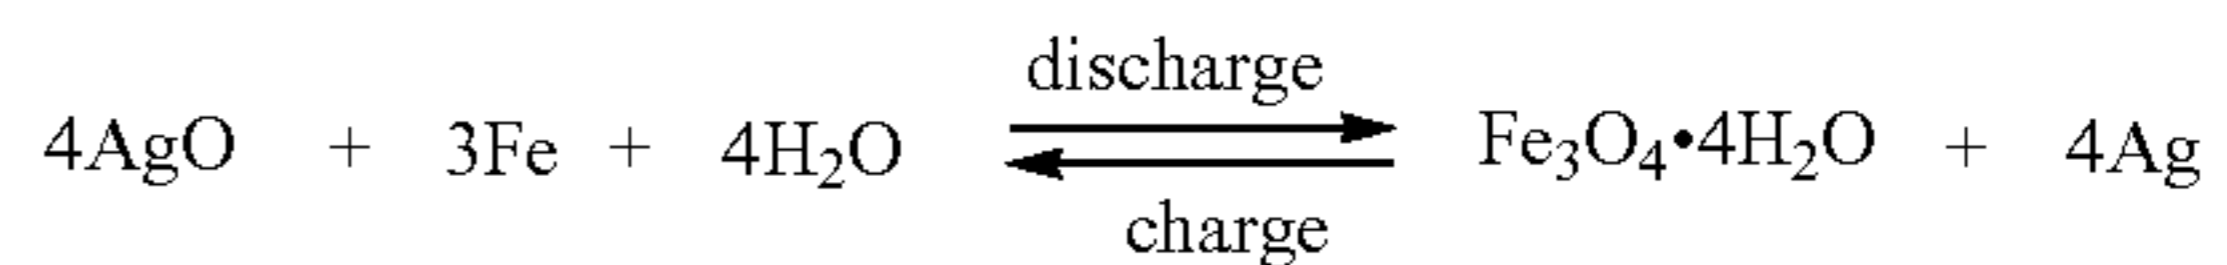 discharge
4AgO + 3Fe + 4H₂O ⇌ Fe₃O₄•4H₂O + 4Ag
charge